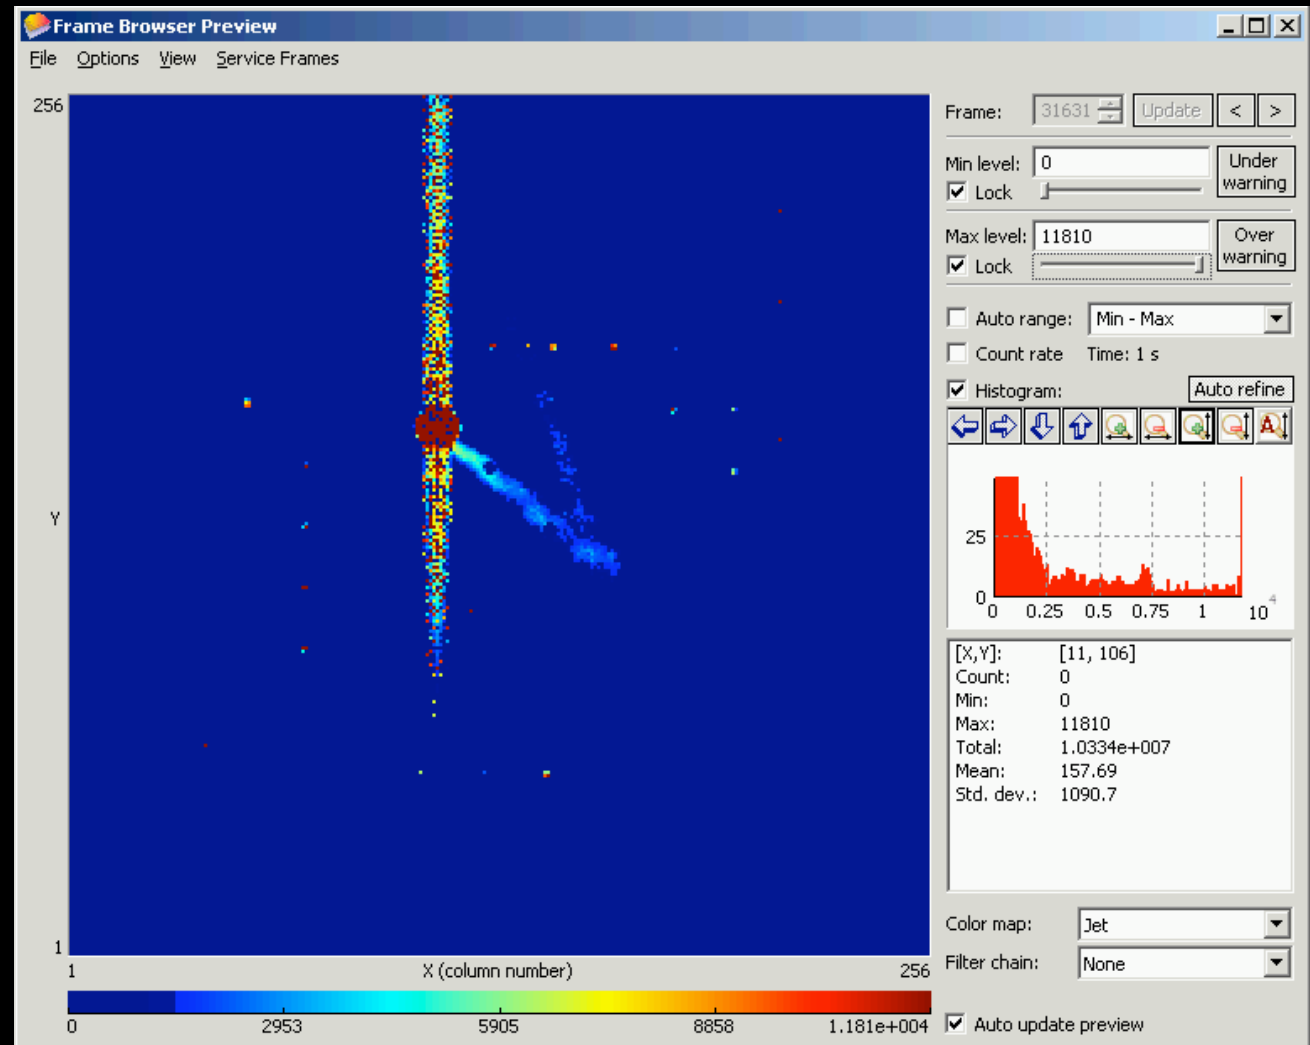 Frame Browser Preview
File Options View Service Frames
256
Y
1
1 X (column number) 256
0 2953 5905 8858 1.181e+004
Frame: 31631 Update < >
Min level: 0 Under warning
Lock
Max level: 11810 Over warning
Lock
Auto range: Min - Max
Count rate Time: 1 s
Histogram: Auto refine
A
25
0
0 0.25 0.5 0.75 1 10 4
[X,Y]: [11, 106]
Count: 0
Min: 0
Max: 11810
Total: 1.0334e+007
Mean: 157.69
Std. dev.: 1090.7
Color map: Jet
Filter chain: None
Auto update preview